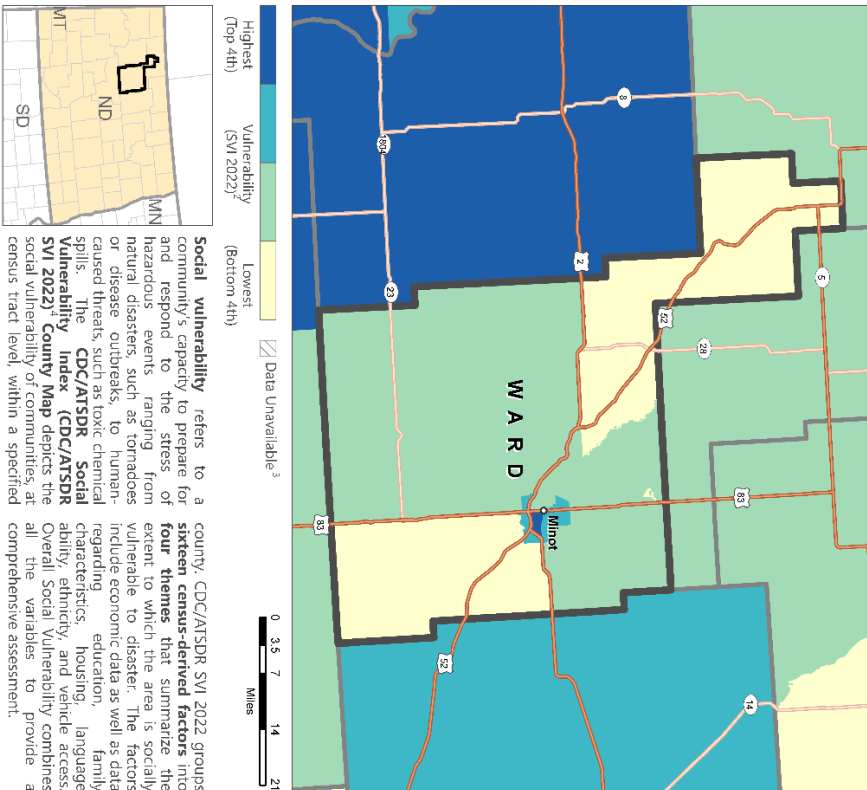 5
14
83
28
52
8
2
Minot
WARD
52
23
1804
83
0 3.5 7 14 21
Miles
Highest
(Top 4th)
Vulnerability
(SVI 2022)²
Lowest
(Bottom 4th)
Data Unavailable³
MT
MN
ND
SD
Social vulnerability refers to a
community's capacity to prepare for
and respond to the stress of
hazardous events ranging from
natural disasters, such as tornadoes
or disease outbreaks, to human-
caused threats, such as toxic chemical
spills. The CDC/ATSDR Social
Vulnerability Index (CDC/ATSDR
SVI 2022)⁴ County Map depicts the
social vulnerability of communities, at
census tract level, within a specified
county. CDC/ATSDR SVI 2022 groups
sixteen census-derived factors into
four themes that summarize the
extent to which the area is socially
vulnerable to disaster. The factors
include economic data as well as data
regarding education, family
characteristics, housing, language
ability, ethnicity, and vehicle access.
Overall Social Vulnerability combines
all the variables to provide a
comprehensive assessment.